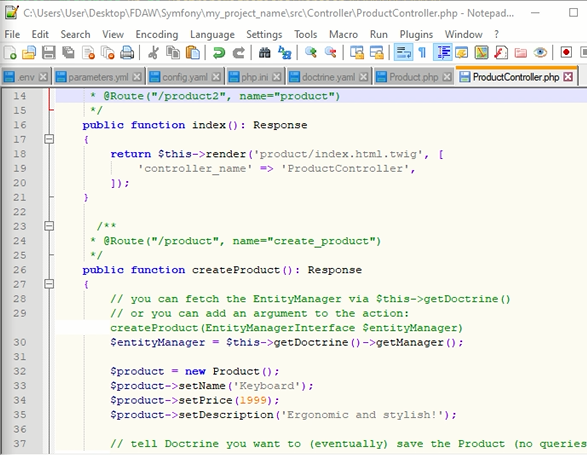 C:\Users\User\Desktop\FDAW\Symfony\my_project_name\src\Controller\ProductController.php - Notepad...
File Edit Search View Encoding Language Settings Tools Macro Run Plugins Window ?
.env parameters.yml config.yaml php.ini doctrine.yaml Product.php ProductController.php
14 * @Route("/product2", name="product")
15 */
16 public function index(): Response
17 {
18 return $this->render('product/index.html.twig', [
19 'controller_name' => 'ProductController',
20 ]);
21 }
22
23 /**
24 * @Route("/product", name="create_product")
25 */
26 public function createProduct(): Response
27 {
28 // you can fetch the EntityManager via $this->getDoctrine()
29 // or you can add an argument to the action:
createProduct(EntityManagerInterface $entityManager)
30 $entityManager = $this->getDoctrine()->getManager();
31
32 $product = new Product();
33 $product->setName('Keyboard');
34 $product->setPrice(1999);
35 $product->setDescription('Ergonomic and stylish!');
36
37 // tell Doctrine you want to (eventually) save the Product (no queries